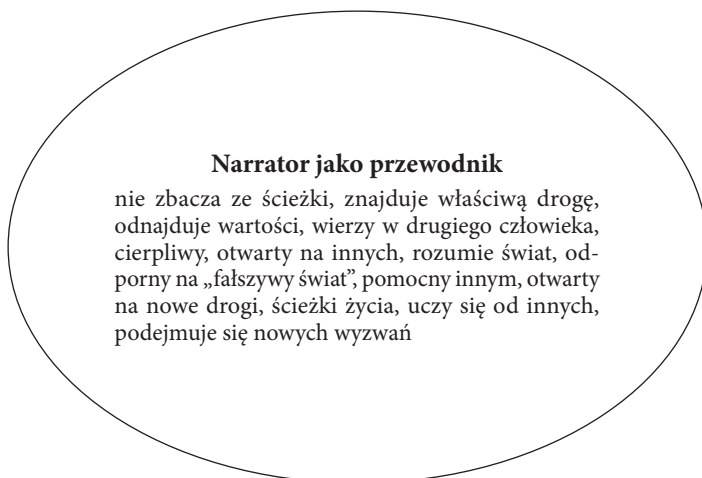 Narrator jako przewodnik
nie zbacza ze ścieżki, znajduje właściwą drogę,
odnajduje wartości, wierzy w drugiego człowieka,
cierpliwy, otwarty na innych, rozumie świat, od-
porny na „fałszywy świat”, pomocny innym, otwarty
na nowe drogi, ścieżki życia, uczy się od innych,
podejmuje się nowych wyzwań